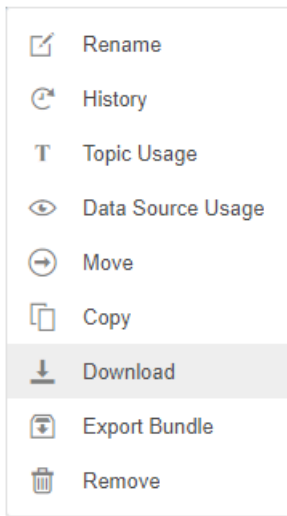 Rename
History
Topic Usage
Data Source Usage
Move
Copy
Download
Export Bundle
Remove